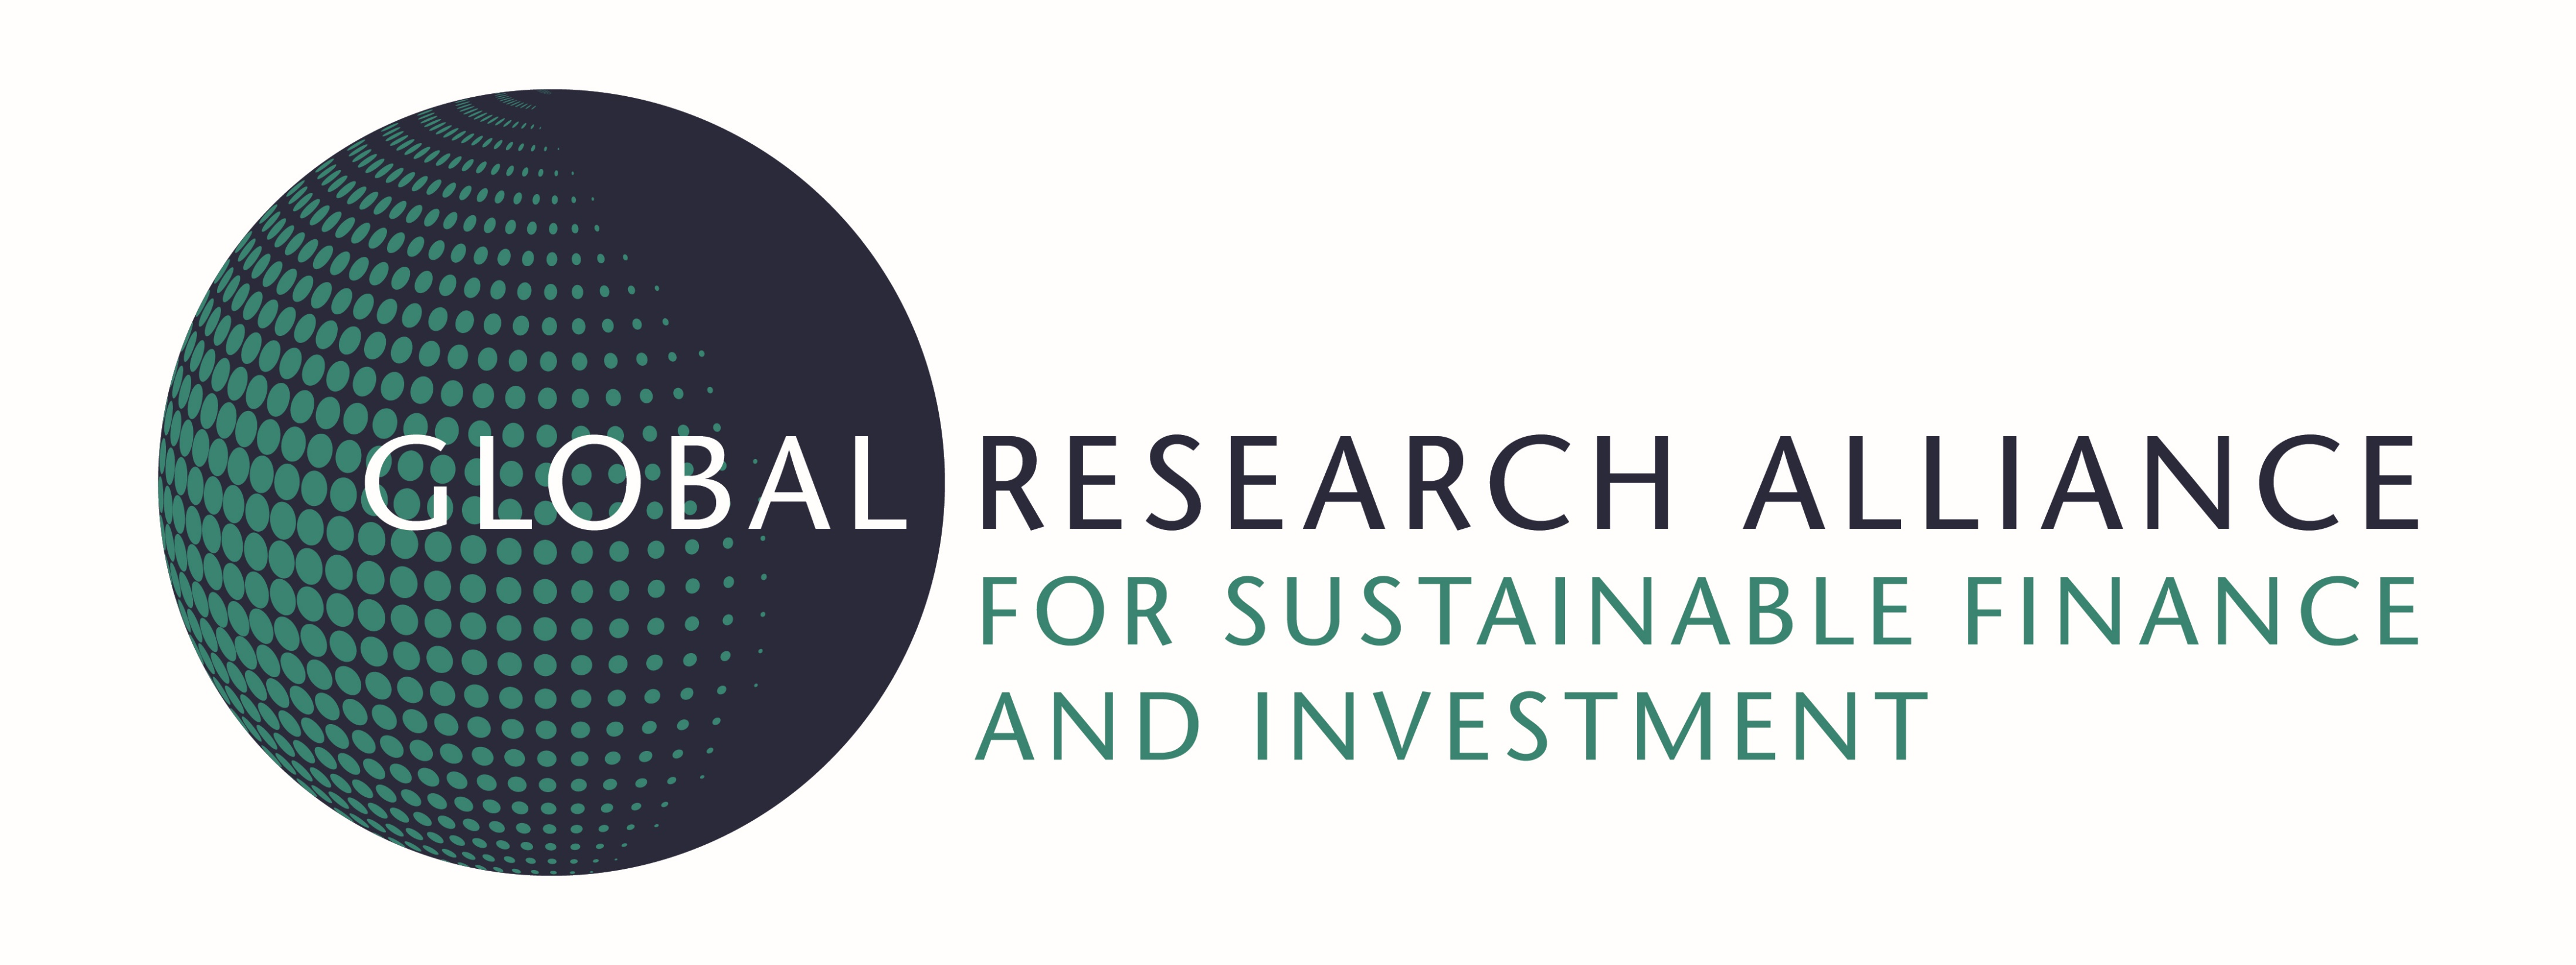 GLOBAL RESEARCH ALLIANCE
FOR SUSTAINABLE FINANCE
AND INVESTMENT